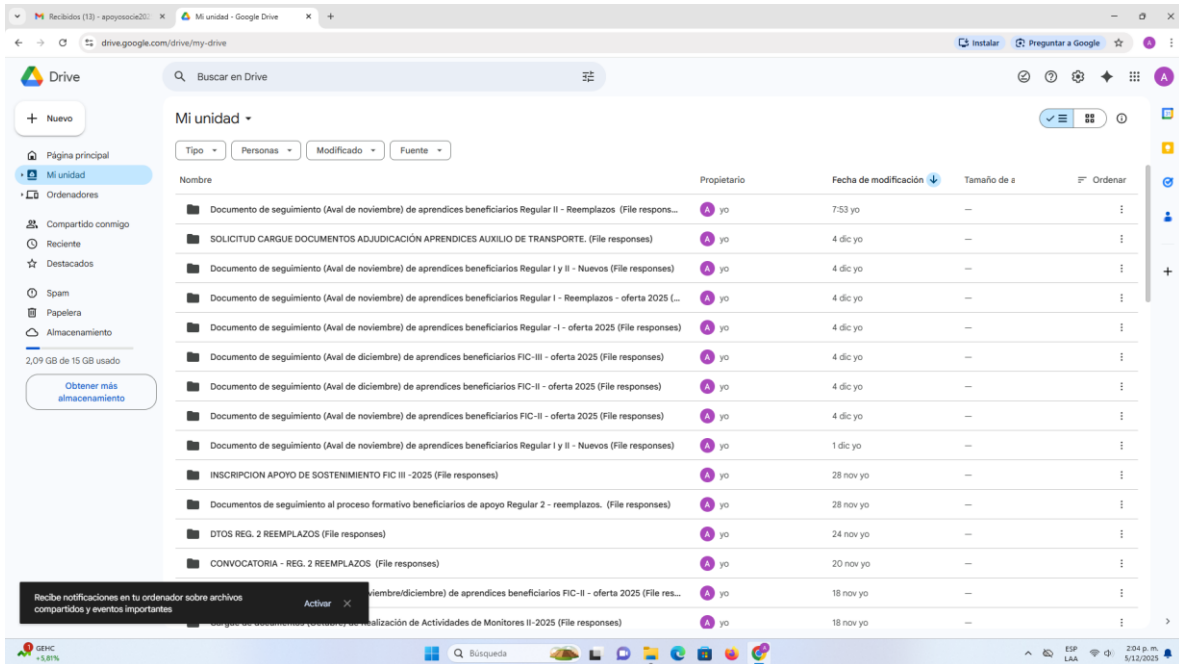 Recibidos (13) - apoyosocie202
Mi unidad - Google Drive
drive.google.com/drive/my-drive
Instalar
Preguntar a Google
A
Drive
Buscar en Drive
A
Nuevo
Mi unidad
Tipo
Personas
Modificado
Fuente
Página principal
Mi unidad
Ordenadores
Compartido conmigo
Reciente
Destacados
Spam
Papelera
Almacenamiento
2,09 GB de 15 GB usado
Obtener más
almacenamiento
Nombre Propietario Fecha de modificación Tamaño de a Ordenar
Documento de seguimiento (Aval de noviembre) de aprendices beneficiarios Regular II - Reemplazos (File respons... A yo 7:53 yo —
SOLICITUD CARGUE DOCUMENTOS ADJUDICACIÓN APRENDICES AUXILIO DE TRANSPORTE. (File responses) A yo 4 dic yo —
Documento de seguimiento (Aval de noviembre) de aprendices beneficiarios Regular I y II - Nuevos (File responses) A yo 4 dic yo —
Documento de seguimiento (Aval de noviembre) de aprendices beneficiarios Regular I - Reemplazos - oferta 2025 (... A yo 4 dic yo —
Documento de seguimiento (Aval de noviembre) de aprendices beneficiarios Regular -I - oferta 2025 (File responses) A yo 4 dic yo —
Documento de seguimiento (Aval de diciembre) de aprendices beneficiarios FIC-III - oferta 2025 (File responses) A yo 4 dic yo —
Documento de seguimiento (Aval de diciembre) de aprendices beneficiarios FIC-II - oferta 2025 (File responses) A yo 4 dic yo —
Documento de seguimiento (Aval de noviembre) de aprendices beneficiarios FIC-II - oferta 2025 (File responses) A yo 4 dic yo —
Documento de seguimiento (Aval de noviembre) de aprendices beneficiarios Regular I y II - Nuevos (File responses) A yo 1 dic yo —
INSCRIPCION APOYO DE SOSTENIMIENTO FIC III -2025 (File responses) A yo 28 nov yo —
Documentos de seguimiento al proceso formativo beneficiarios de apoyo Regular 2 - reemplazos. (File responses) A yo 28 nov yo —
DTOS REG. 2 REEMPLAZOS (File responses) A yo 24 nov yo —
CONVOCATORIA - REG. 2 REEMPLAZOS (File responses) A yo 20 nov yo —
viembre/diciembre) de aprendices beneficiarios FIC-II - oferta 2025 (File res... A yo 18 nov yo —
Cargue de documentos (Octubre) de Realización de Actividades de Monitores II-2025 (File responses) A yo 18 nov yo —
Recibe notificaciones en tu ordenador sobre archivos
compartidos y eventos importantes
Activar
1
GEHC
+5,81%
Búsqueda
ESP
LAA
2:04 p. m.
5/12/2025